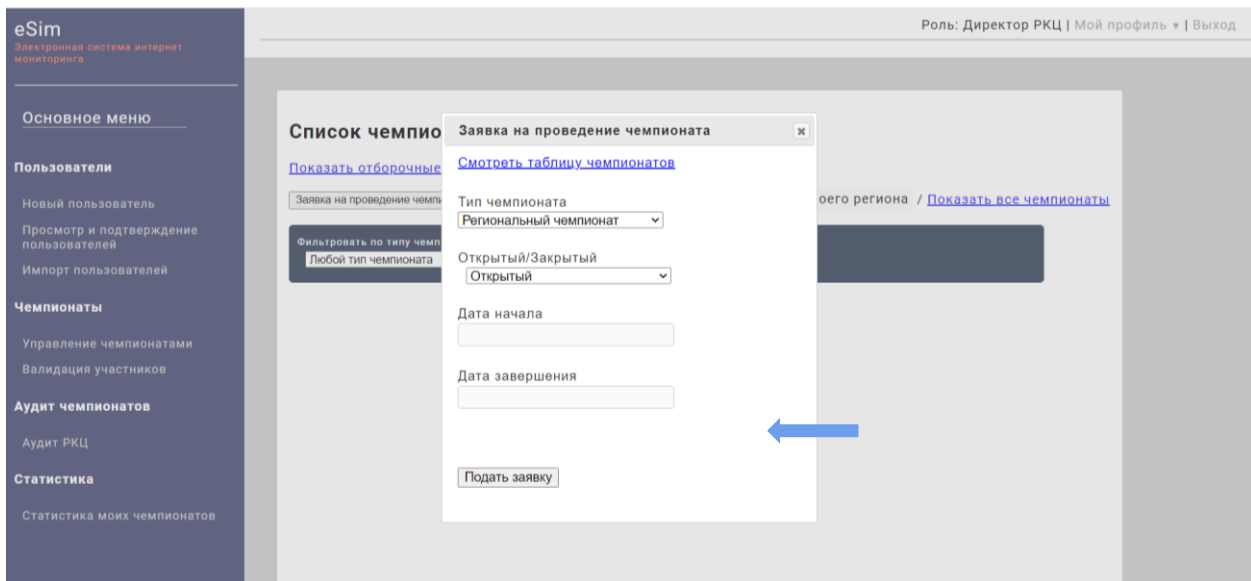 eSim
Электронная система интернет
мониторинга
Роль: Директор РКЦ | Мой профиль ▾ | Выход
Основное меню
Пользователи
Новый пользователь
Просмотр и подтверждение
пользователей
Импорт пользователей
Чемпионаты
Управление чемпионатами
Валидация участников
Аудит чемпионатов
Аудит РКЦ
Статистика
Статистика моих чемпионатов
Список чемпио
Показать отборочные
Заявка на проведение чемп
оего региона / Показать все чемпионаты
Фильтровать по типу чемп
Любой тип чемпионата
Заявка на проведение чемпионата
Смотреть таблицу чемпионатов
Тип чемпионата
Региональный чемпионат
Открытый/Закрытый
Открытый
Дата начала
Дата завершения
Подать заявку